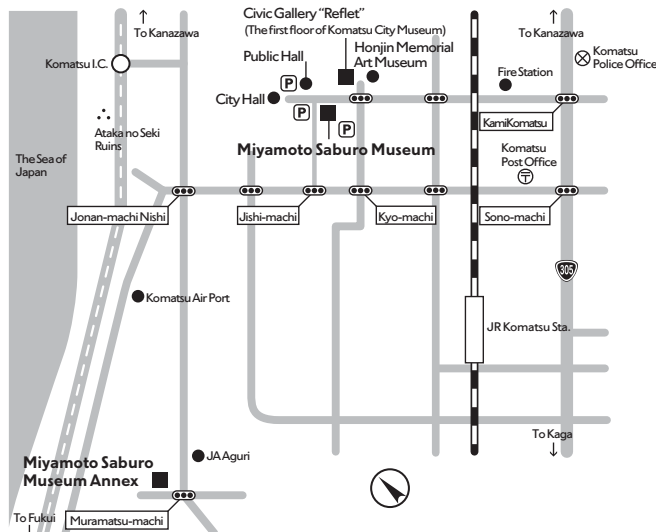 Civic Gallery “Reflet”
(The first floor of Komatsu City Museum)
To Kanazawa
To Kanazawa
Komatsu I.C.
Public Hall
Honjin Memorial
Art Museum
Komatsu
Police Office
Fire Station
P
City Hall
P
P
Ataka no Seki
Ruins
KamiKomatsu
Miyamoto Saburo Museum
Komatsu
Post Office
〒
The Sea of
Japan
Jonan-machi Nishi
Jishi-machi
Kyo-machi
Sono-machi
305
Komatsu Air Port
JR Komatsu Sta.
To Kaga
JA Aguri
Miyamoto Saburo
Museum Annex
To Fukui
Muramatsu-machi